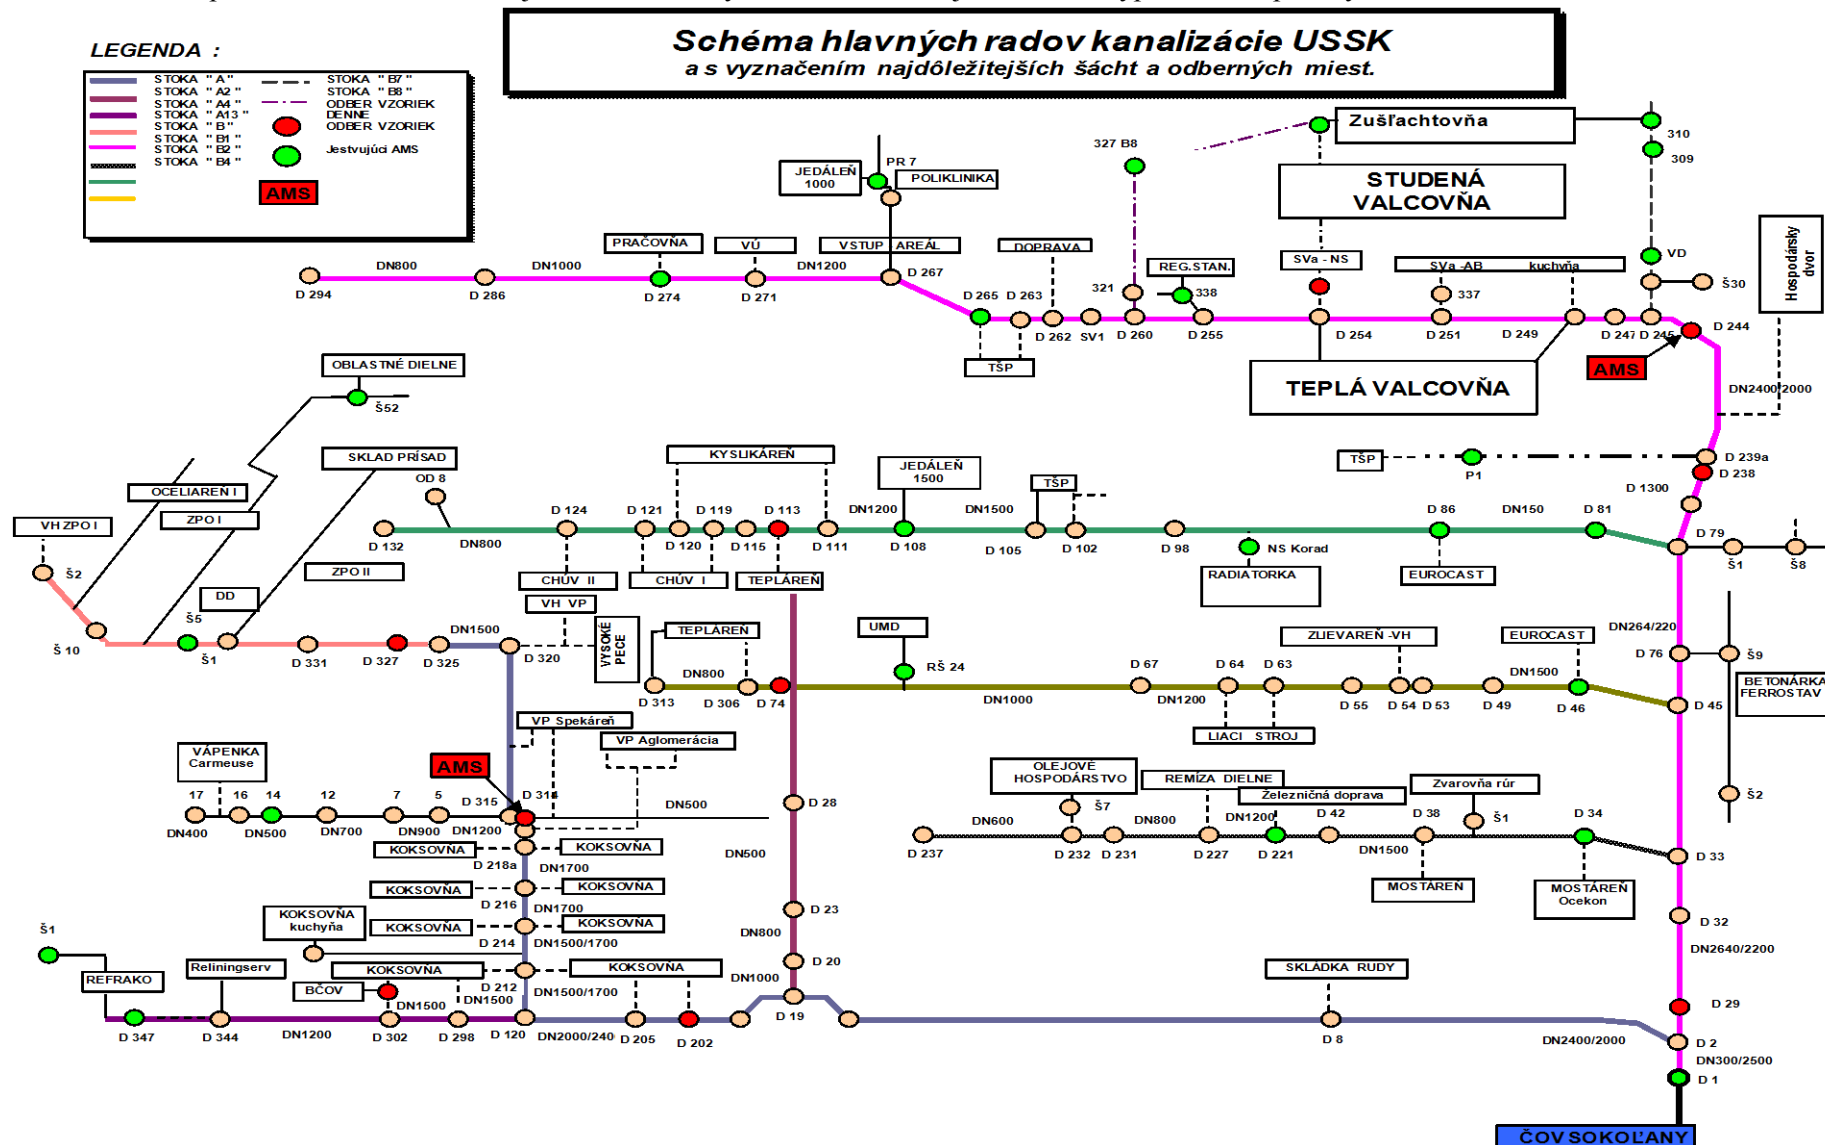 Schéma hlavných radov kanalizácie USSK
a s vyznačením najdôležitejších šácht a odberných miest.
LEGENDA :
STOKA "A"
STOKA "A2"
STOKA "A4"
STOKA "A13"
STOKA "B"
STOKA "B1"
STOKA "B2"
STOKA "B4"
STOKA "B7"
STOKA "B8"
ODBER VZORIEK
DENNE
ODBER VZORIEK
Jestvujúci AMS
AMS
JEDÁLEŇ
1000
PR 7
POLIKLINIKA
327 B8
Zušľachtovňa
310
309
STUDENÁ
VALCOVŇA
Hospodársky
dvor
PRAČOVŇA
VÚ
VSTUP AREÁL
DOPRAVA
REG.STAN.
SVa - NS
SVa -AB kuchyňa
VD
Š30
DN800
DN1000
DN1200
D 294
D 286
D 274
D 271
D 267
D 265
D 263
321
338
337
D 262
SV1
D 260
D 255
D 254
D 251
D 249
D 247
D 245
D 244
TŠP
AMS
TEPLÁ VALCOVŇA
DN2400/2000
OBLASTNÉ DIELNE
Š52
SKLAD PRÍSAD
OD 8
KYSLIKÁREŇ
JEDÁLEŇ
1500
TŠP
TŠP
P1
D 239a
D 238
D 1300
OCELIAREŇ I
ZPO I
VH ZPO I
Š2
D 124
D 121
D 119
D 113
DN1200
DN1500
D 86
DN150
D 81
D 79
D 132
DN800
D 120
D 115
D 111
D 108
D 105
D 102
D 98
NS Korad
Š1
Š8
ZPO II
CHÚV II
CHÚV I
TEPLÁREŇ
RADIATORKA
EUROCAST
DD
VH VP
VYSOKÉ
PECE
Š5
DN1500
Š 10
Š1
D 331
D 327
D 325
D 320
TEPLÁREŇ
UMD
RŠ 24
ZLIEVAREŇ -VH
EUROCAST
DN264/220
D 76
Š9
BETONÁRKA
FERROSTAV
DN800
D 67
D 64
D 63
DN1500
D 313
D 306
D 74
DN1000
DN1200
D 55
D 54
D 53
D 49
D 46
D 45
LIACI STROJ
VP Spekáreň
VP Aglomerácia
VÁPENKA
Carmeuse
AMS
OLEJOVÉ
HOSPODÁRSTVO
REMÍZA DIELNE
Zvarovňa rúr
Železničná doprava
Š2
17
16
14
12
7
5
D 315
D 314
DN500
D 28
Š7
DN600
DN800
DN1200
D 42
D 38
Š1
D 34
DN400
DN500
DN700
DN900
DN1200
D 237
D 232
D 231
D 227
D 221
DN1500
D 33
KOKSOVŇA
KOKSOVŇA
D 218a
DN1700
DN500
MOSTÁREŇ
MOSTÁREŇ
Ocekon
KOKSOVŇA
KOKSOVŇA
D 216
DN1700
KOKSOVŇA
kuchyňa
KOKSOVŇA
KOKSOVŇA
D 23
D 32
Š1
D 214
DN1500/1700
DN800
DN2640/2200
REFRAKO
Reliningserv
KOKSOVŇA
KOKSOVŇA
D 20
SKLÁDKA RUDY
BČOV
D 212
DN1500/1700
DN1000
DN1500
DN1500
D 29
D 347
D 344
DN1200
D 302
D 298
D 120
DN2000/240
D 205
D 202
D 19
D 8
DN2400/2000
D 2
DN300/2500
D 1
ČOV SOKOĽANY